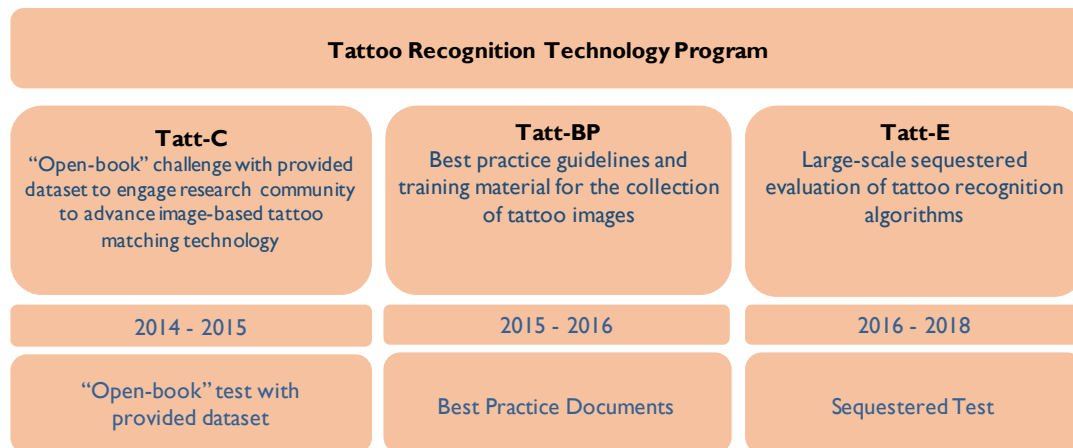 Tattoo Recognition Technology Program
Tatt-C
“Open-book” challenge with provided
dataset to engage research community
to advance image-based tattoo
matching technology
Tatt-BP
Best practice guidelines and
training material for the collection
of tattoo images
Tatt-E
Large-scale sequestered
evaluation of tattoo recognition
algorithms
2014 - 2015
2015 - 2016
2016 - 2018
“Open-book” test with
provided dataset
Best Practice Documents
Sequestered Test